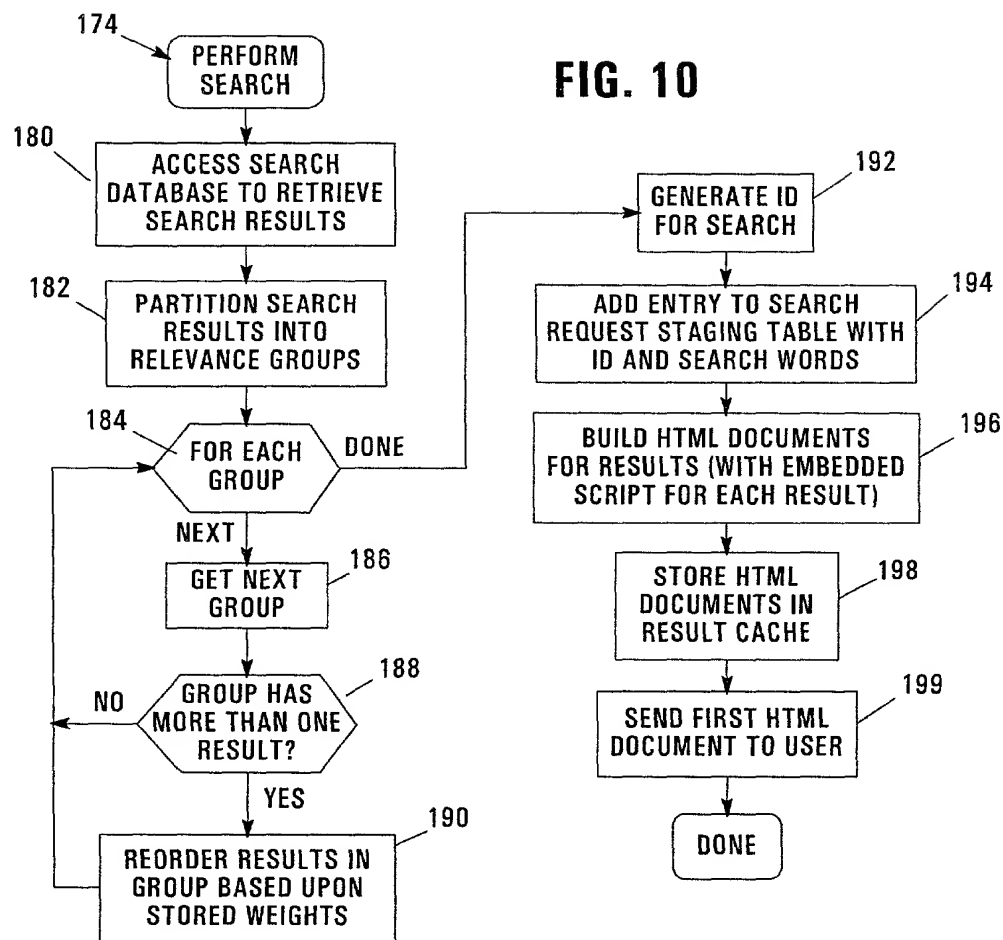 174
PERFORM
SEARCH
FIG. 10
180
ACCESS SEARCH
DATABASE TO RETRIEVE
SEARCH RESULTS
182
PARTITION SEARCH
RESULTS INTO
RELEVANCE GROUPS
184
FOR EACH
GROUP
DONE
NEXT
186
GET NEXT
GROUP
188
NO
GROUP HAS
MORE THAN ONE
RESULT?
YES
190
REORDER RESULTS IN
GROUP BASED UPON
STORED WEIGHTS
192
GENERATE ID
FOR SEARCH
194
ADD ENTRY TO SEARCH
REQUEST STAGING TABLE WITH
ID AND SEARCH WORDS
196
BUILD HTML DOCUMENTS
FOR RESULTS (WITH EMBEDDED
SCRIPT FOR EACH RESULT)
198
STORE HTML
DOCUMENTS IN
RESULT CACHE
199
SEND FIRST HTML
DOCUMENT TO USER
DONE